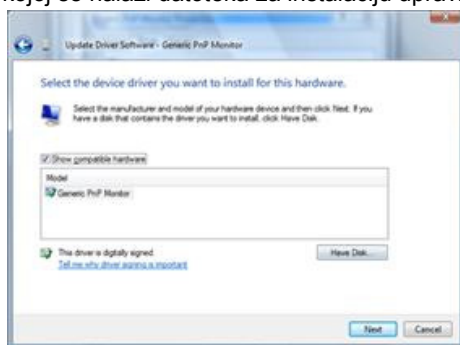 Update Driver Software - Generic PnP Monitor
Select the device driver you want to install for this hardware.
Select the manufacturer and model of your hardware device and then click Next. If you
have a disk that contains the driver you want to install, click Have Disk.
Show compatible hardware
Model
Generic PnP Monitor
This driver is digitally signed.
Have Disk...
Tell me why driver signing is important
Next
Cancel